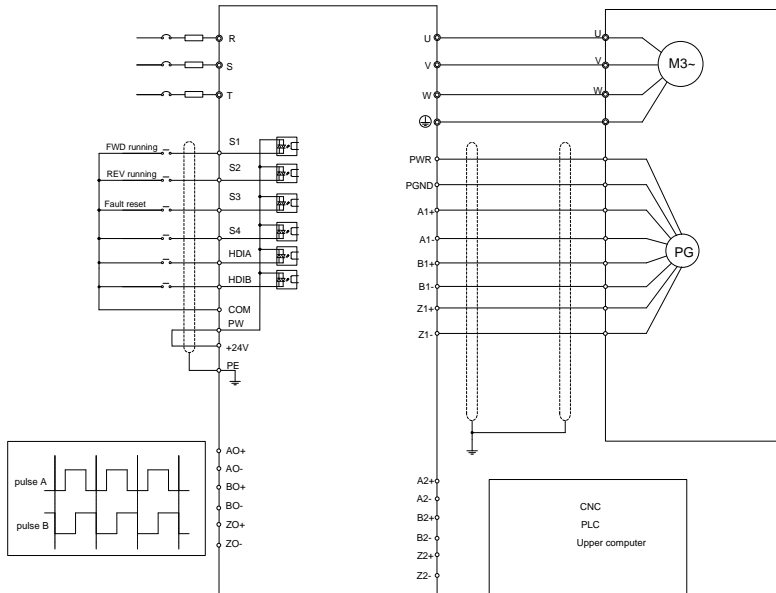 R
S
T
FWD running
REV running
Fault reset
S1
S2
S3
S4
HDIA
HDIB
COM
PW
+24V
PE
U
V
W
U
V
W
M3~
PWR
PGND
A1+
A1-
B1+
B1-
Z1+
Z1-
PG
pulse A
pulse B
AO+
AO-
BO+
BO-
ZO+
ZO-
A2+
A2-
B2+
B2-
Z2+
Z2-
CNC
PLC
Upper computer